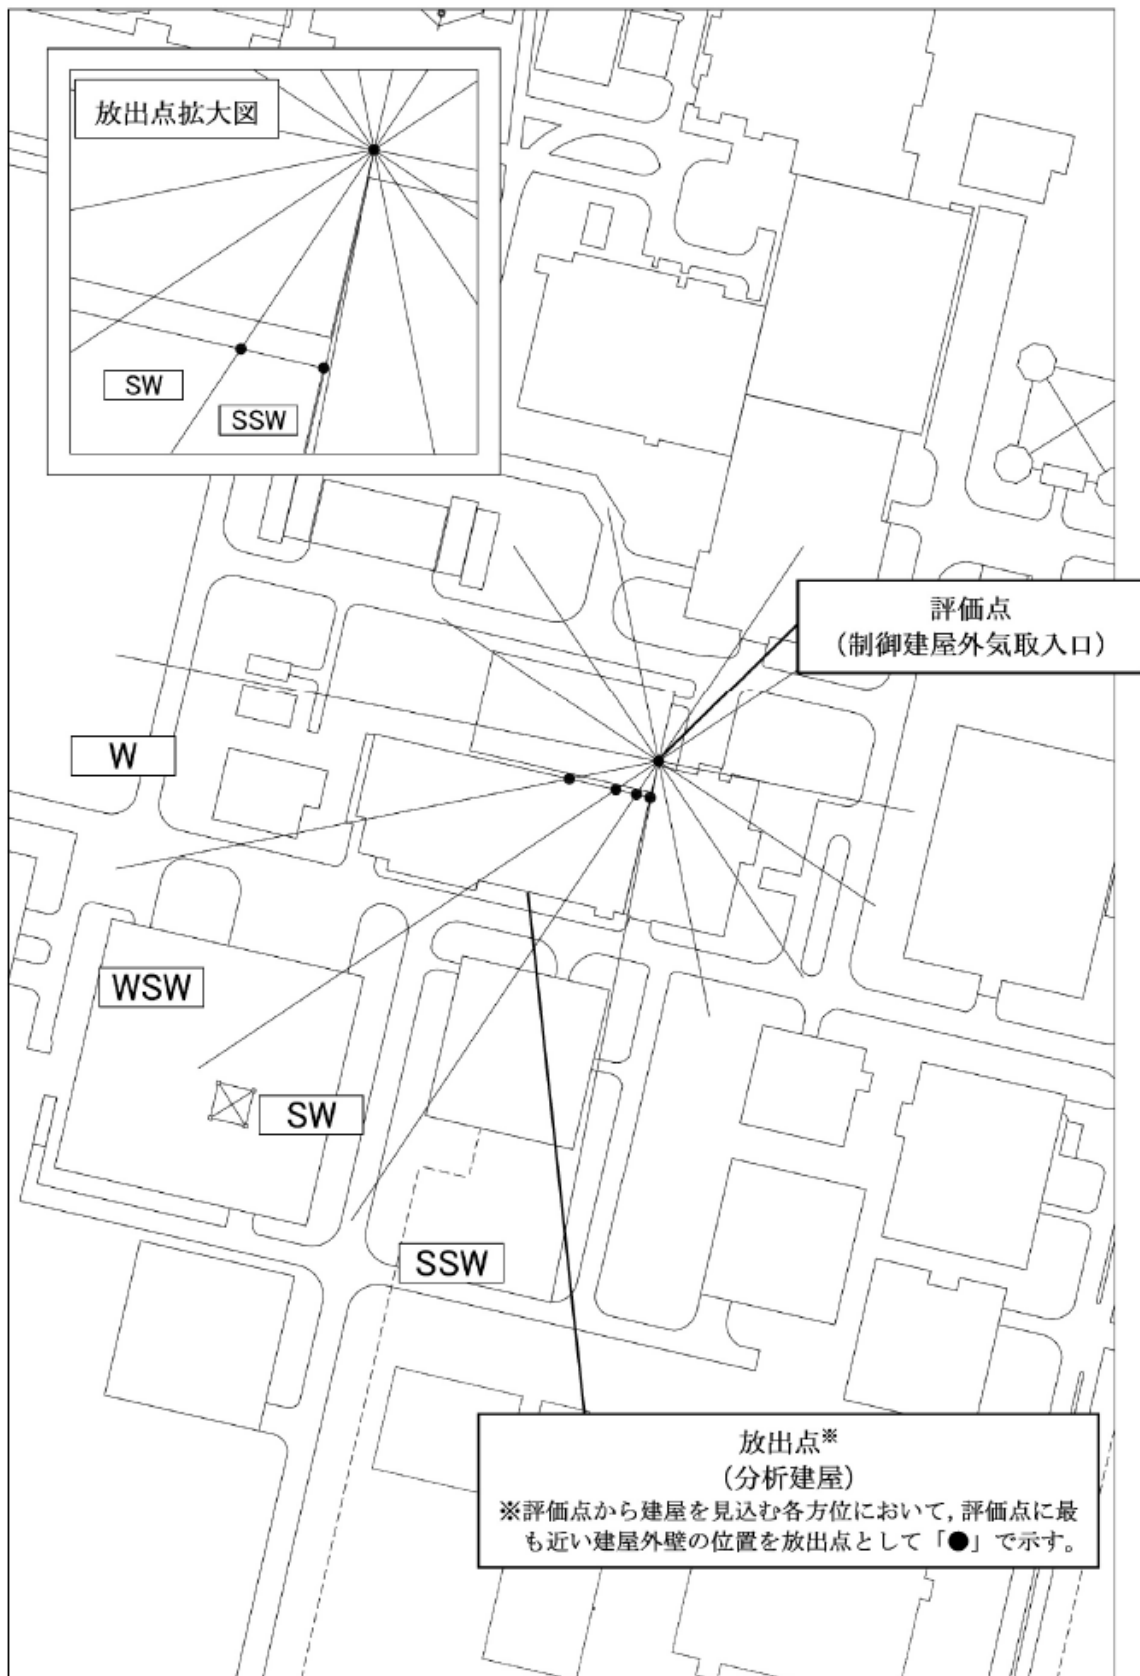 放出点拡大図
SW
SSW
評価点
(制御建屋外気取入口)
W
WSW
SW
SSW
放出点※
(分析建屋)
※評価点から建屋を見込む各方位において,評価点に最
も近い建屋外壁の位置を放出点として「●」で示す。